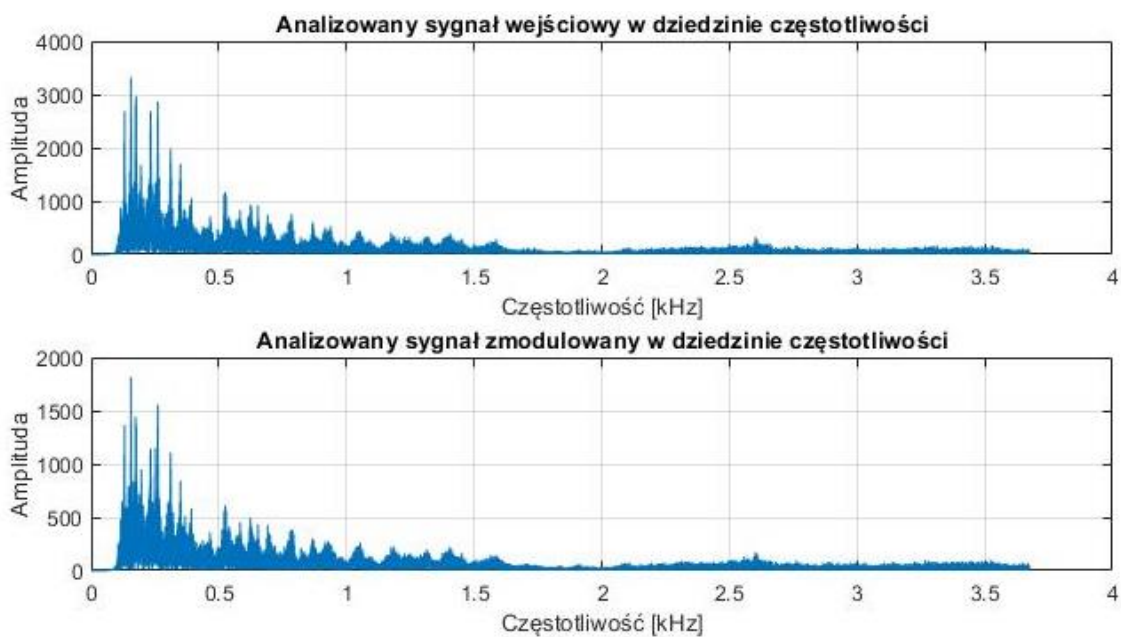 Analizowany sygnał wejściowy w dziedzinie częstotliwości
4000
3000
2000
1000
0
Amplituda
0 0.5 1 1.5 2 2.5 3 3.5 4
Częstotliwość [kHz]
Analizowany sygnał zmodulowany w dziedzinie częstotliwości
2000
1500
1000
500
0
Amplituda
0 0.5 1 1.5 2 2.5 3 3.5 4
Częstotliwość [kHz]